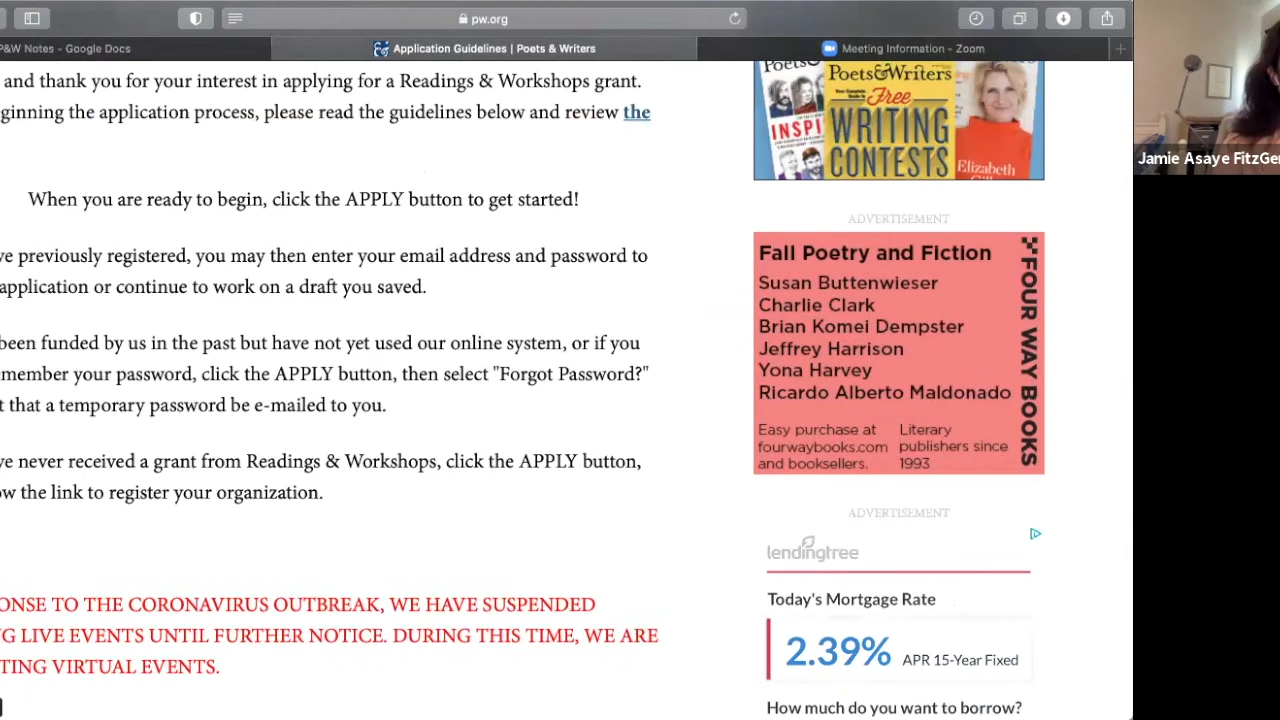 pw.org
P&W Notes - Google Docs
Application Guidelines | Poets & Writers
Meeting Information - Zoom
and thank you for your interest in applying for a Readings & Workshops grant.
ginning the application process, please read the guidelines below and review the
When you are ready to begin, click the APPLY button to get started!
ve previously registered, you may then enter your email address and password to
application or continue to work on a draft you saved.
been funded by us in the past but have not yet used our online system, or if you
member your password, click the APPLY button, then select "Forgot Password?"
t that a temporary password be e-mailed to you.
ve never received a grant from Readings & Workshops, click the APPLY button,
ow the link to register your organization.
ONSE TO THE CORONAVIRUS OUTBREAK, WE HAVE SUSPENDED
G LIVE EVENTS UNTIL FURTHER NOTICE. DURING THIS TIME, WE ARE
TING VIRTUAL EVENTS.
Poets&Writers
Poets&Writers
Free
INSPI
WRITING
CONTESTS
Elizabeth
ADVERTISEMENT
Fall Poetry and Fiction
Susan Buttenwieser
Charlie Clark
Brian Komei Dempster
Jeffrey Harrison
Yona Harvey
Ricardo Alberto Maldonado
Easy purchase at
fourwaybooks.com
and booksellers.
Literary
publishers since
1993
FOUR WAY BOOKS
ADVERTISEMENT
lendingtree
Today's Mortgage Rate
2.39% APR 15-Year Fixed
How much do you want to borrow?
Jamie Asaye FitzGer